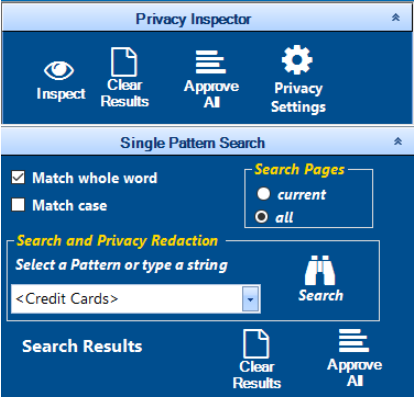 Privacy Inspector
Inspect
Clear
Results
Approve
All
Privacy
Settings
Single Pattern Search
Match whole word
Match case
Search Pages
current
all
Search and Privacy Redaction
Select a Pattern or type a string
<Credit Cards>
Search
Search Results
Clear
Results
Approve
All